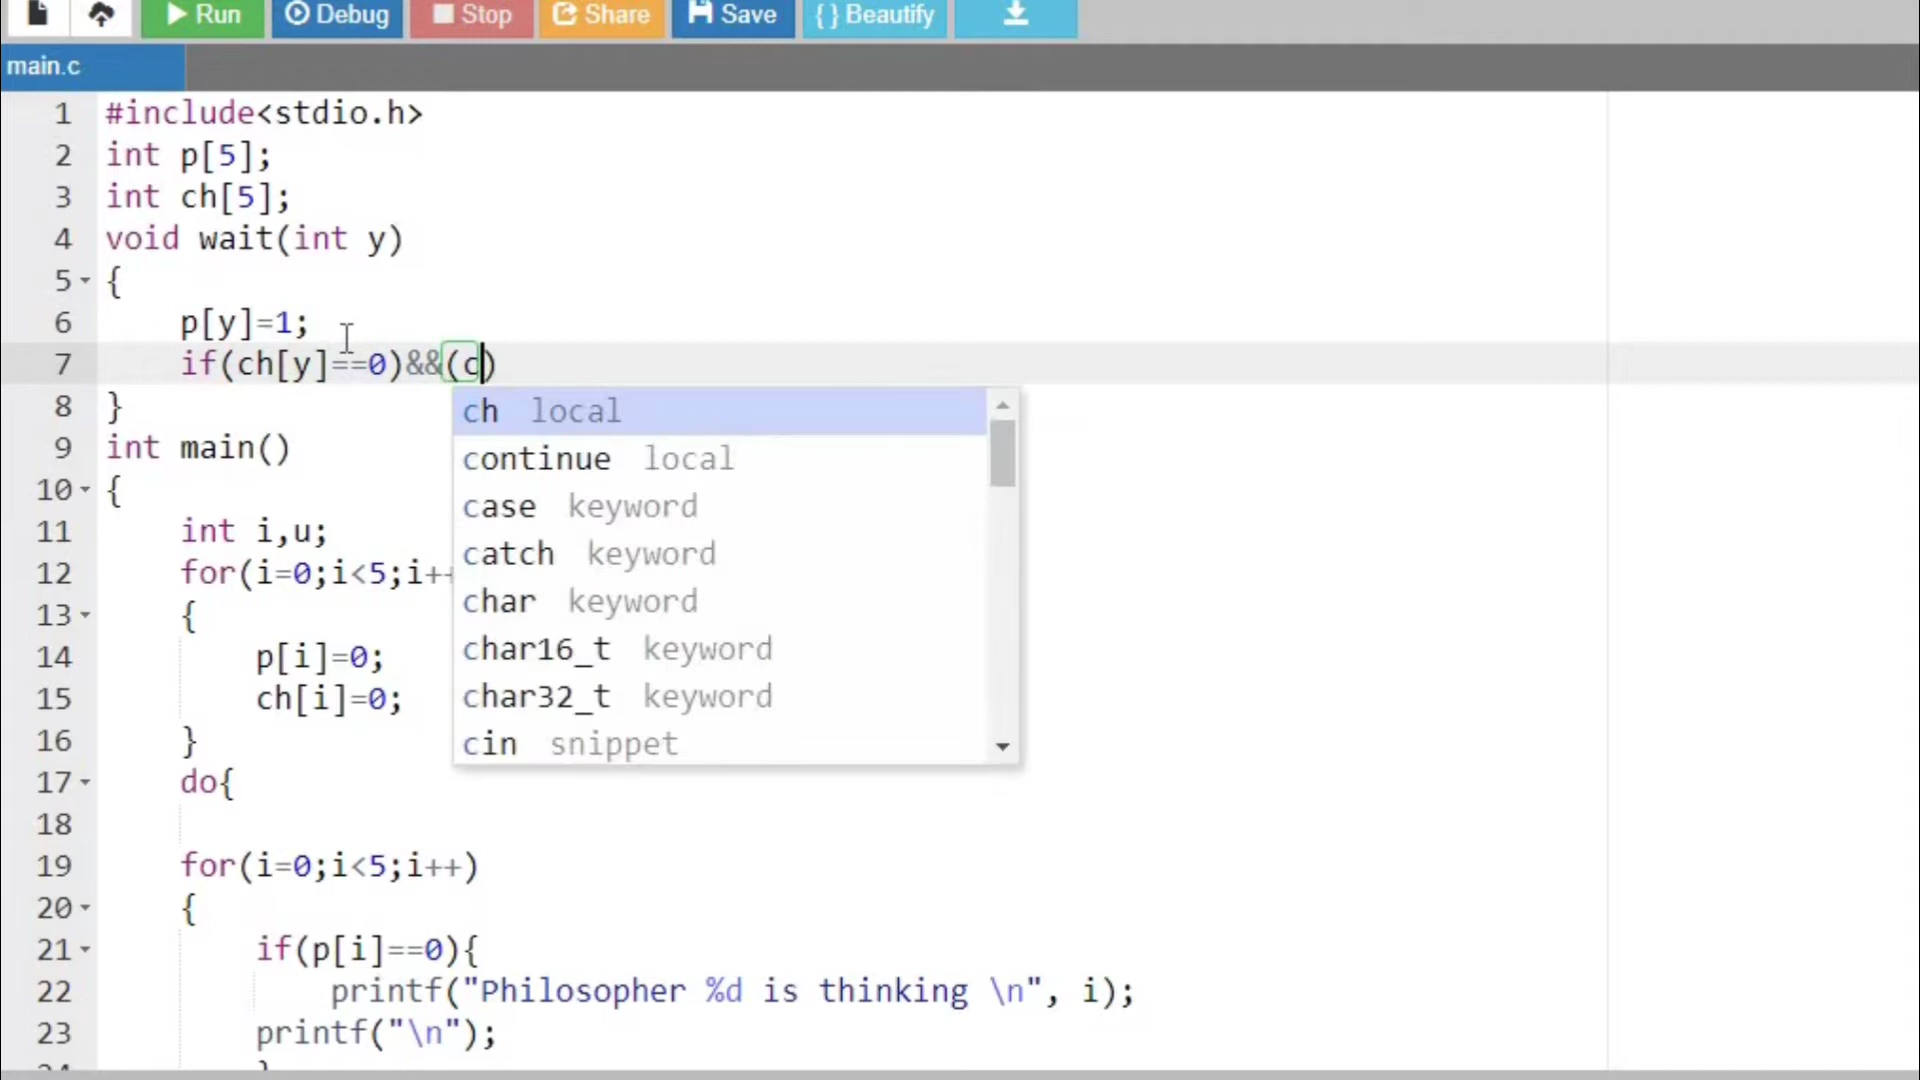 Run Debug Stop Share Save { } Beautify
main.c
1 #include<stdio.h>
2 int p[5];
3 int ch[5];
4 void wait(int y)
5 {
6 p[y]=1;
7 if(ch[y]==0)&&(c)
8 }
9 int main()
10 {
11 int i,u;
12 for(i=0;i<5;i+
13 {
14 p[i]=0;
15 ch[i]=0;
16 }
17 do{
18
19 for(i=0;i<5;i++)
20 {
21 if(p[i]==0){
22 printf("Philosopher %d is thinking \n", i);
23 printf("\n");
ch local
continue local
case keyword
catch keyword
char keyword
char16_t keyword
char32_t keyword
cin snippet